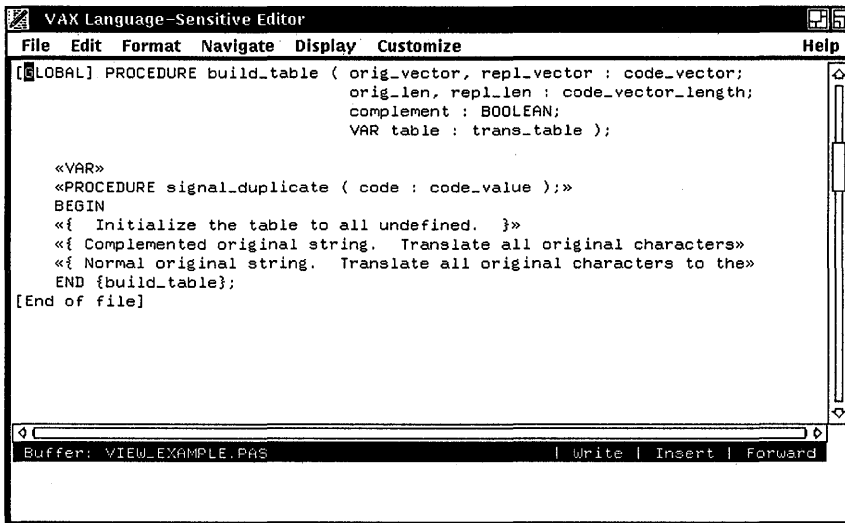 VAX Language-Sensitive Editor
File Edit Format Navigate Display Customize Help
[GLOBAL] PROCEDURE build_table ( orig_vector, repl_vector : code_vector;
orig_len, repl_len : code_vector_length;
complement : BOOLEAN;
VAR table : trans_table );
«VAR»
«PROCEDURE signal_duplicate ( code : code_value );»
BEGIN
«{ Initialize the table to all undefined. }»
«{ Complemented original string. Translate all original characters»
«{ Normal original string. Translate all original characters to the»
END {build_table};
[End of file]
Buffer: VIEW_EXAMPLE.PAS | Write | Insert | Forward